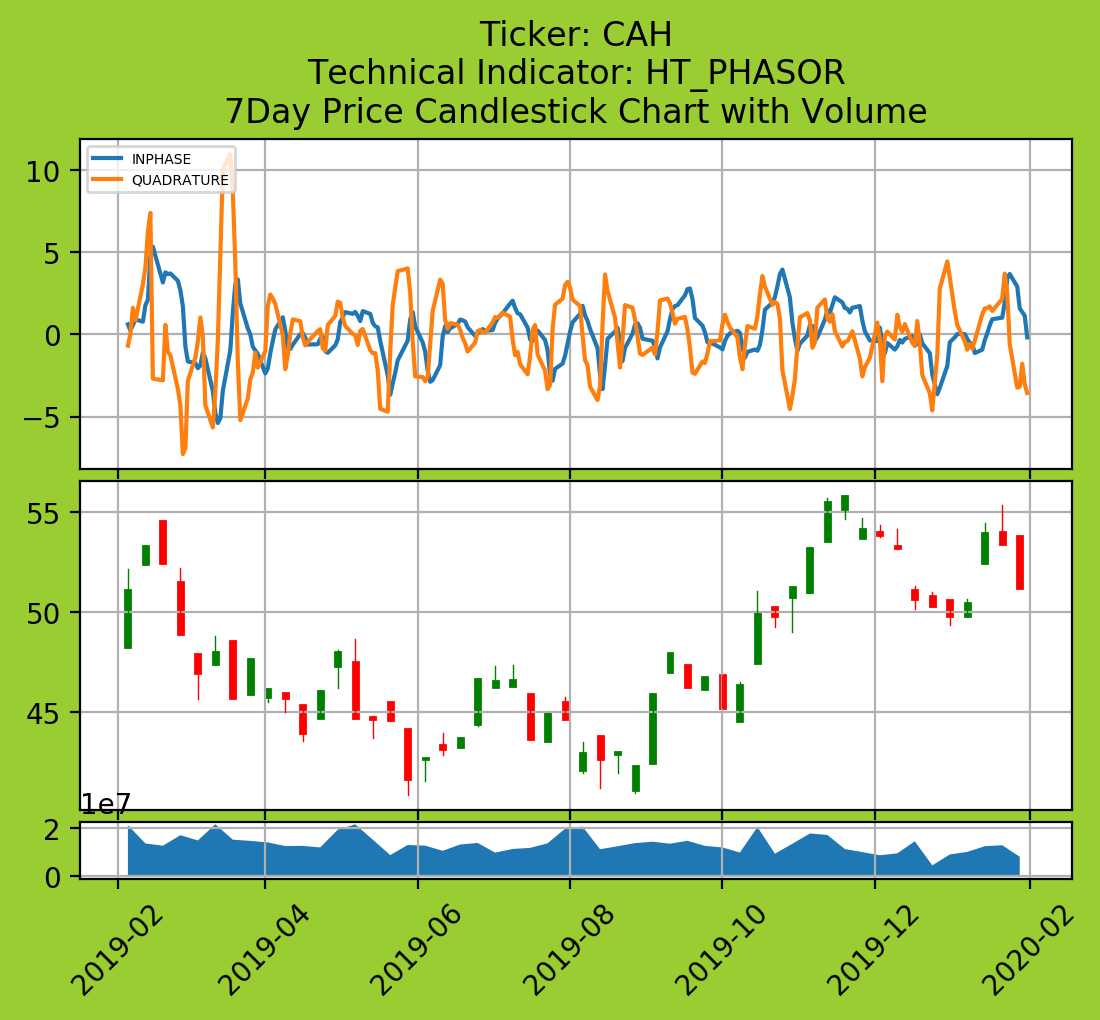 Ticker: CAH
Technical Indicator: HT_PHASOR
7Day Price Candlestick Chart with Volume
INPHASE
QUADRATURE
10
5
0
−5
55
50
45
1e7
2
0
2019-02
2019-04
2019-06
2019-08
2019-10
2019-12
2020-02